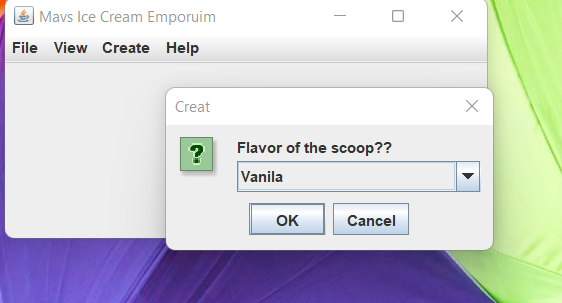 Mavs Ice Cream Emporuim
File View Create Help
Creat
?
Flavor of the scoop??
Vanila
OK Cancel